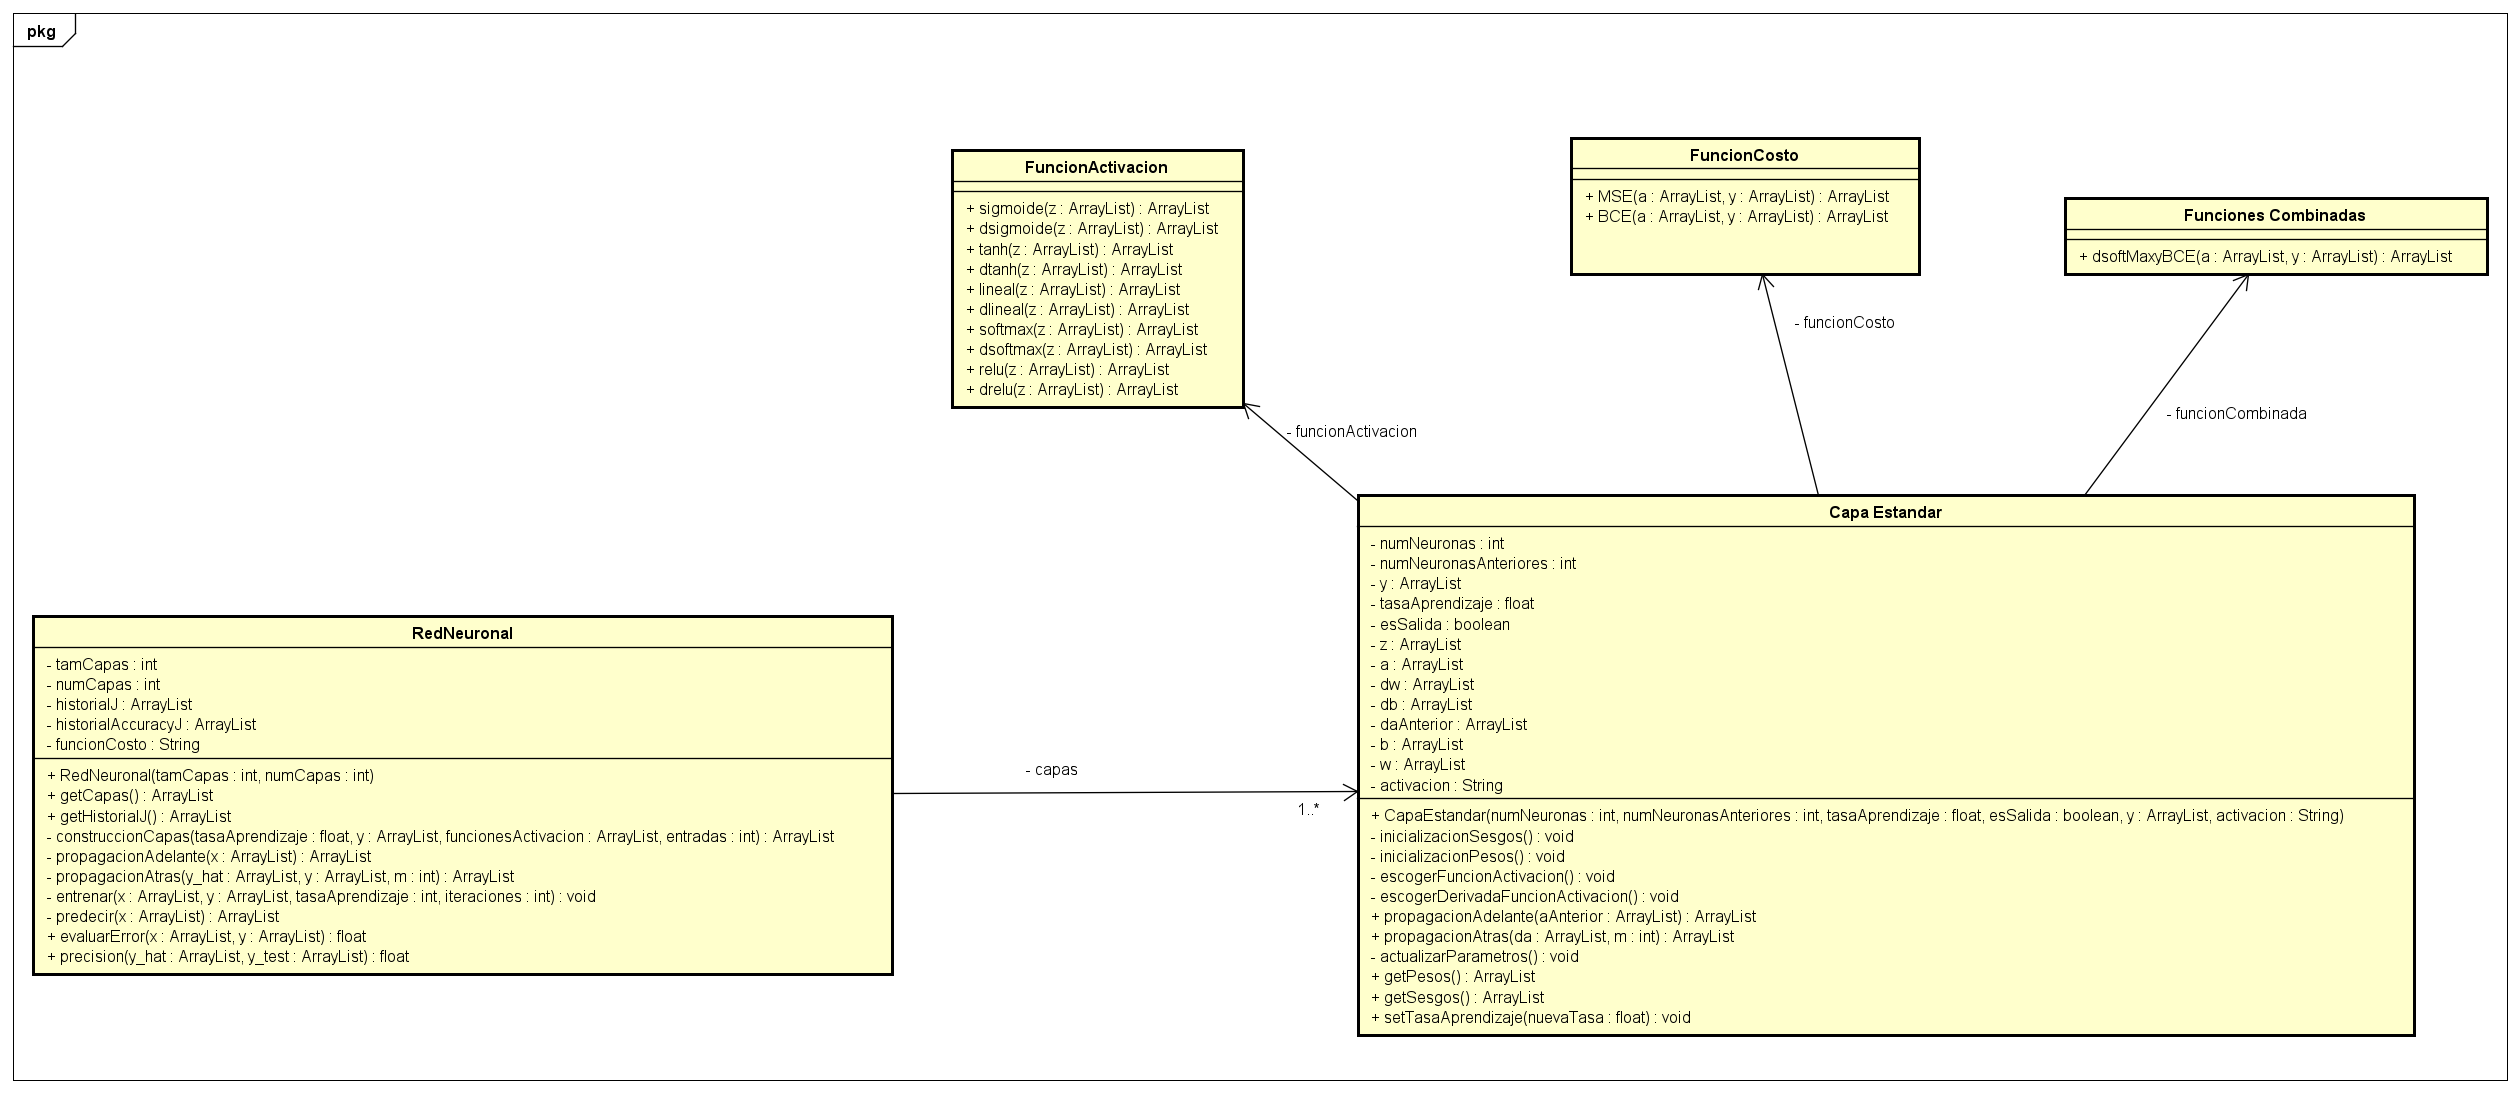 pkg
FuncionActivacion
+ sigmoide(z : ArrayList) : ArrayList
+ dsigmoide(z : ArrayList) : ArrayList
+ tanh(z : ArrayList) : ArrayList
+ dtanh(z : ArrayList) : ArrayList
+ lineal(z : ArrayList) : ArrayList
+ dlineal(z : ArrayList) : ArrayList
+ softmax(z : ArrayList) : ArrayList
+ dsoftmax(z : ArrayList) : ArrayList
+ relu(z : ArrayList) : ArrayList
+ drelu(z : ArrayList) : ArrayList
FuncionCosto
+ MSE(a : ArrayList, y : ArrayList) : ArrayList
+ BCE(a : ArrayList, y : ArrayList) : ArrayList
Funciones Combinadas
+ dsoftMaxyBCE(a : ArrayList, y : ArrayList) : ArrayList
- funcionActivacion
- funcionCosto
- funcionCombinada
RedNeuronal
- tamCapas : int
- numCapas : int
- historialJ : ArrayList
- historialAccuracyJ : ArrayList
- funcionCosto : String
+ RedNeuronal(tamCapas : int, numCapas : int)
+ getCapas() : ArrayList
+ getHistorialJ() : ArrayList
- construccionCapas(tasaAprendizaje : float, y : ArrayList, funcionesActivacion : ArrayList, entradas : int) : ArrayList
- propagacionAdelante(x : ArrayList) : ArrayList
- propagacionAtras(y_hat : ArrayList, y : ArrayList, m : int) : ArrayList
- entrenar(x : ArrayList, y : ArrayList, tasaAprendizaje : int, iteraciones : int) : void
- predecir(x : ArrayList) : ArrayList
+ evaluarError(x : ArrayList, y : ArrayList) : float
+ precision(y_hat : ArrayList, y_test : ArrayList) : float
- capas
1..*
Capa Estandar
- numNeuronas : int
- numNeuronasAnteriores : int
- y : ArrayList
- tasaAprendizaje : float
- esSalida : boolean
- z : ArrayList
- a : ArrayList
- dw : ArrayList
- db : ArrayList
- daAnterior : ArrayList
- b : ArrayList
- w : ArrayList
- activacion : String
+ CapaEstandar(numNeuronas : int, numNeuronasAnteriores : int, tasaAprendizaje : float, esSalida : boolean, y : ArrayList, activacion : String)
- inicializacionSesgos() : void
- inicializacionPesos() : void
- escogerFuncionActivacion() : void
- escogerDerivadaFuncionActivacion() : void
+ propagacionAdelante(aAnterior : ArrayList) : ArrayList
+ propagacionAtras(da : ArrayList, m : int) : ArrayList
- actualizarParametros() : void
+ getPesos() : ArrayList
+ getSesgos() : ArrayList
+ setTasaAprendizaje(nuevaTasa : float) : void